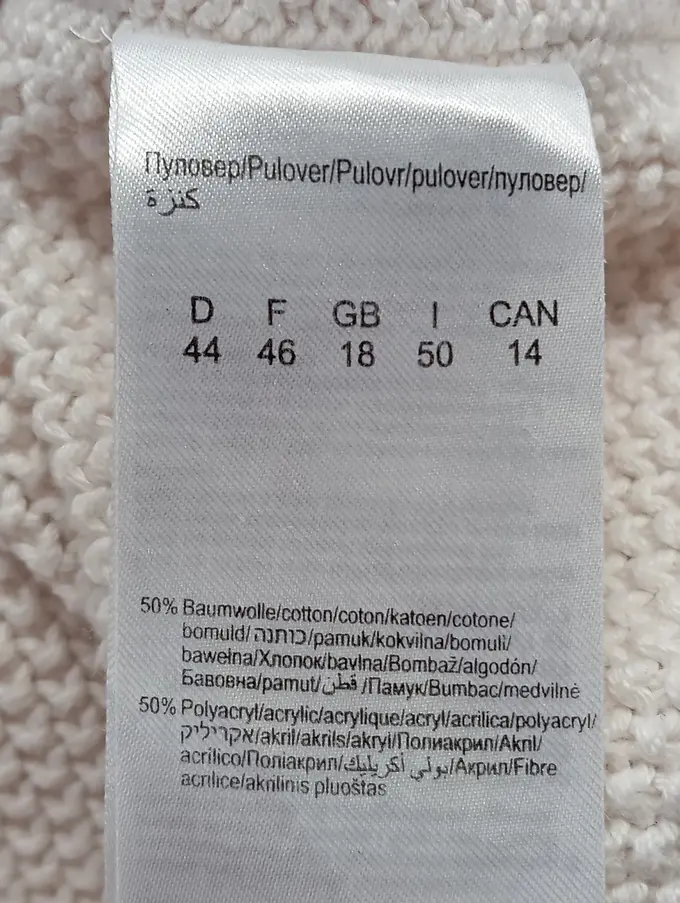 Пуловер/Pulover/Pulovr/pulover/пуловер/
كنزة
D F GB I CAN
44 46 18 50 14
50% Baumwolle/cotton/coton/katoen/cotone/
bomuld/כותנה/pamuk/kokvilna/bomull/
bawełna/Хлопок/bavlna/Bombaž/algodón/
Бавовна/pamut/قطن/Памук/Bumbac/medvilnė
50% Polyacryl/acrylic/acrylique/acryl/acrilica/polyacryl/
אקריליק/akril/akrils/akryl/Полиакрил/Akril/
acrílico/Поліакрил/بولي أكريليك/Акрил/Fibre
acrilice/akrilinis pluoštas